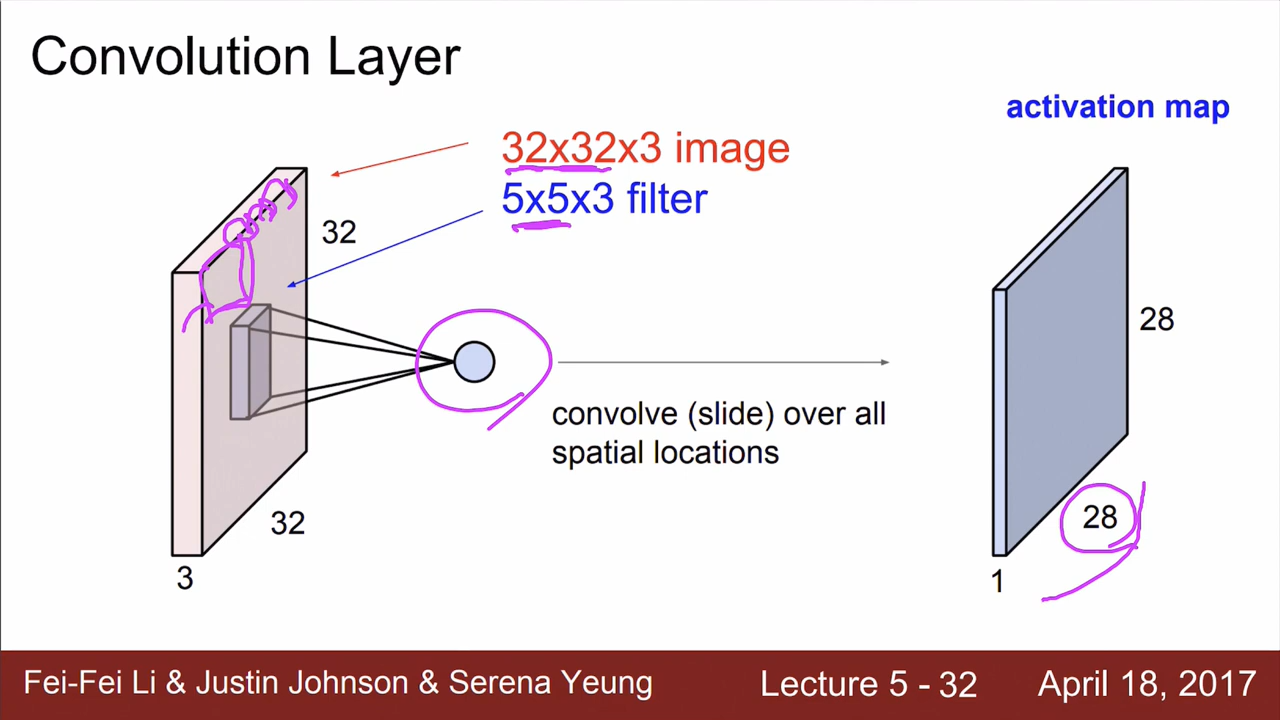 Convolution Layer
activation map
32x32x3 image
5x5x3 filter
32
28
convolve (slide) over all
spatial locations
32
28
3
1
Fei-Fei Li & Justin Johnson & Serena Yeung
Lecture 5 - 32
April 18, 2017